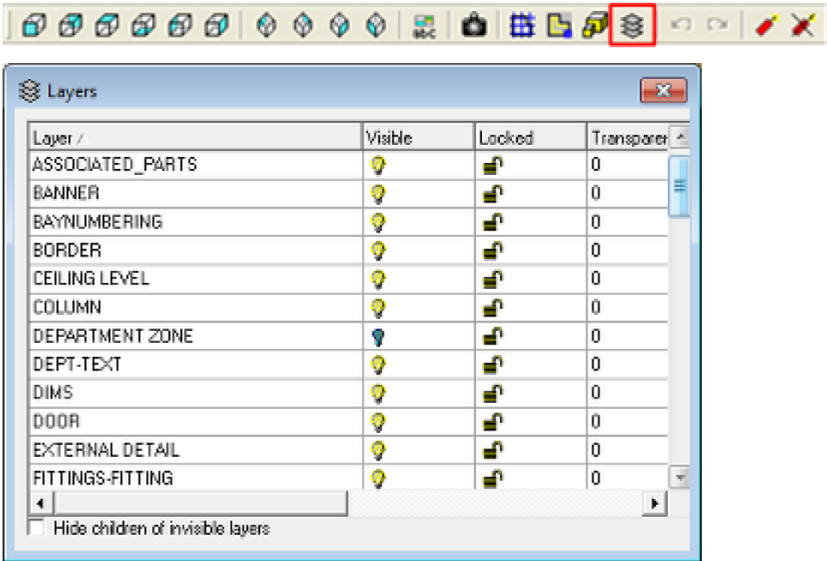 abc
Layers
Layer / Visible Locked Transparen
ASSOCIATED_PARTS 0
BANNER 0
BAYNUMBERING 0
BORDER 0
CEILING LEVEL 0
COLUMN 0
DEPARTMENT ZONE 0
DEPT-TEXT 0
DIMS 0
DOOR 0
EXTERNAL DETAIL 0
FITTINGS-FITTING 0
Hide children of invisible layers